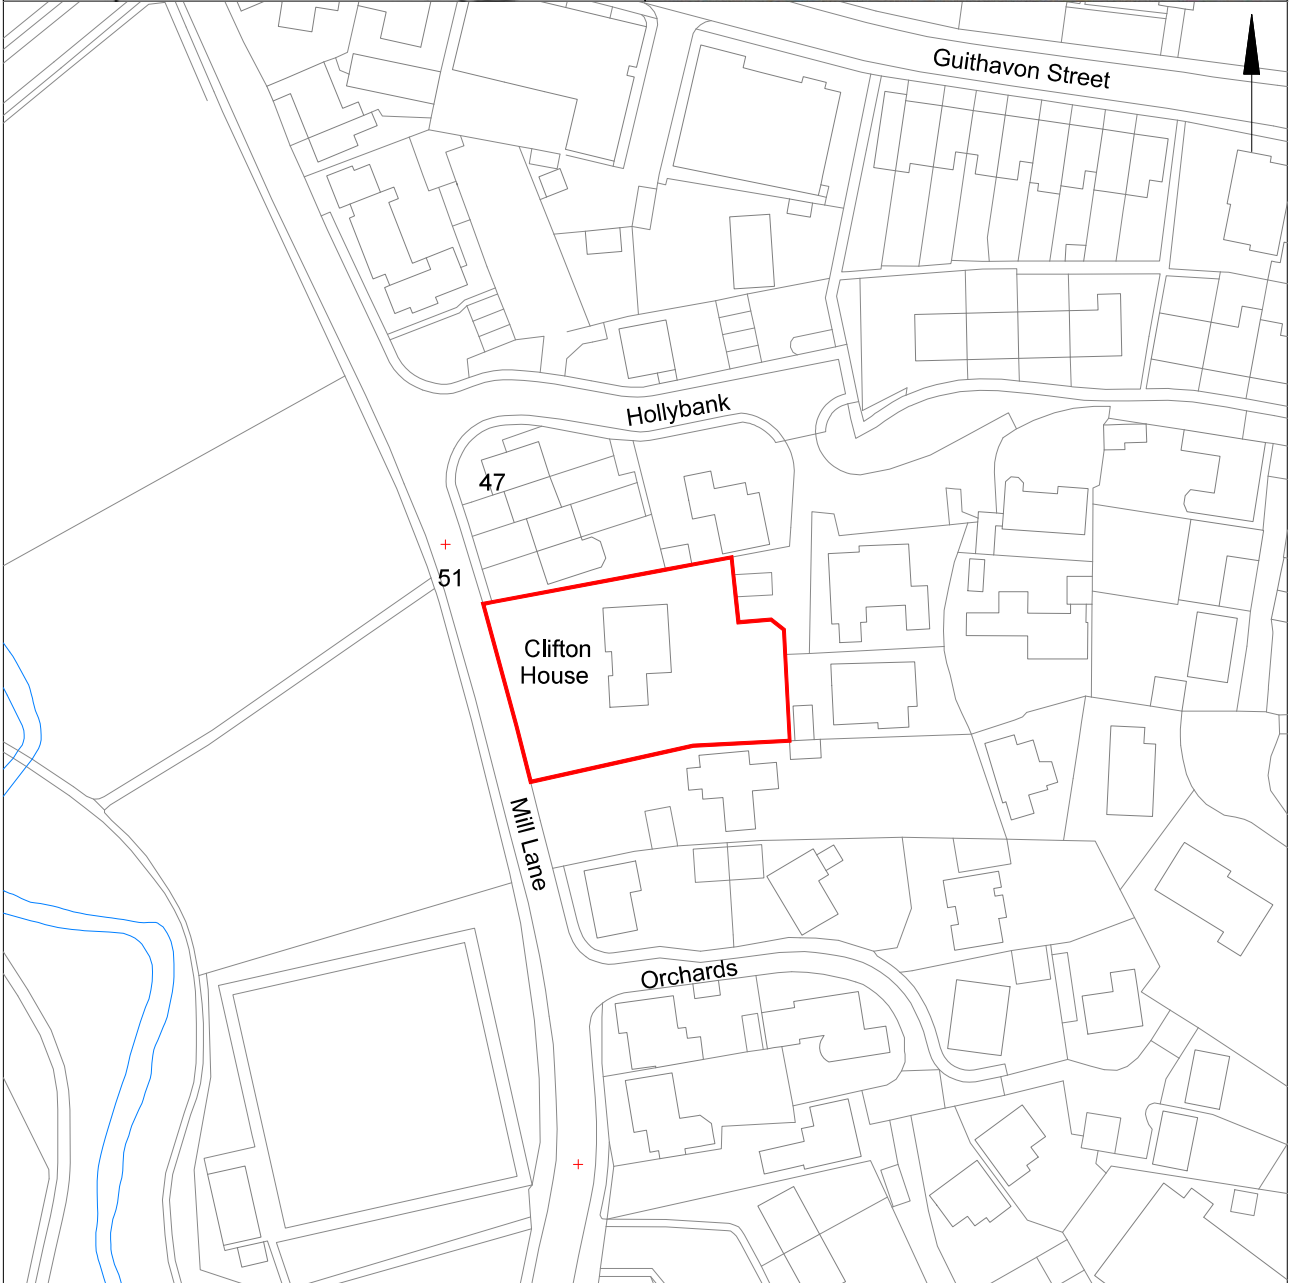 Guithavon Street
Hollybank
47
51
Clifton
House
Mill Lane
Orchards